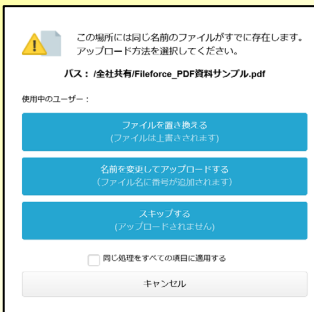 この場所には同じ名前のファイルがすでに存在します。
アップロード方法を選択してください。
パス： /全社共有/Fileforce_PDF資料サンプル.pdf
使用中のユーザー：
ファイルを置き換える
(ファイルは上書きされます)
名前を変更してアップロードする
(ファイル名に番号が追加されます)
スキップする
(アップロードされません)
同じ処理をすべての項目に適用する
キャンセル